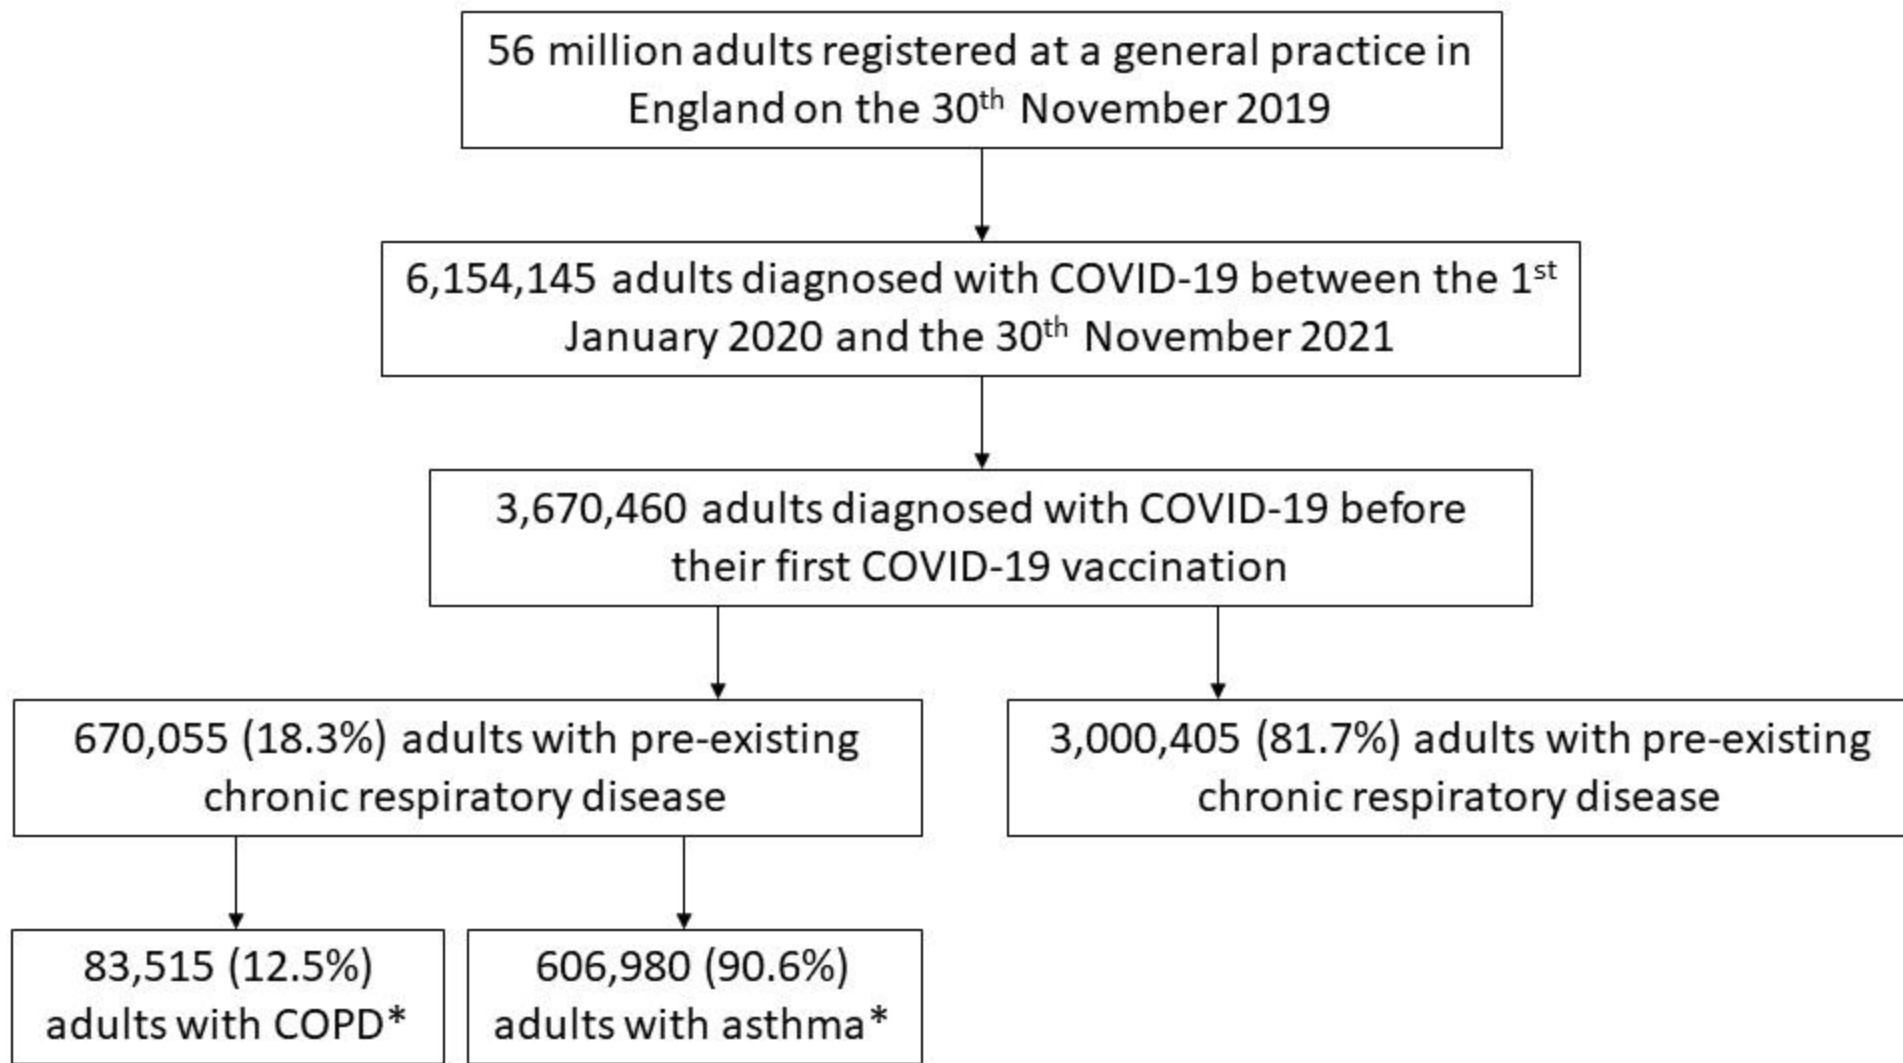 56 million adults registered at a general practice in
England on the 30th November 2019
6,154,145 adults diagnosed with COVID-19 between the 1st
January 2020 and the 30th November 2021
3,670,460 adults diagnosed with COVID-19 before
their first COVID-19 vaccination
670,055 (18.3%) adults with pre-existing
chronic respiratory disease
3,000,405 (81.7%) adults with pre-existing
chronic respiratory disease
83,515 (12.5%)
adults with COPD*
606,980 (90.6%)
adults with asthma*